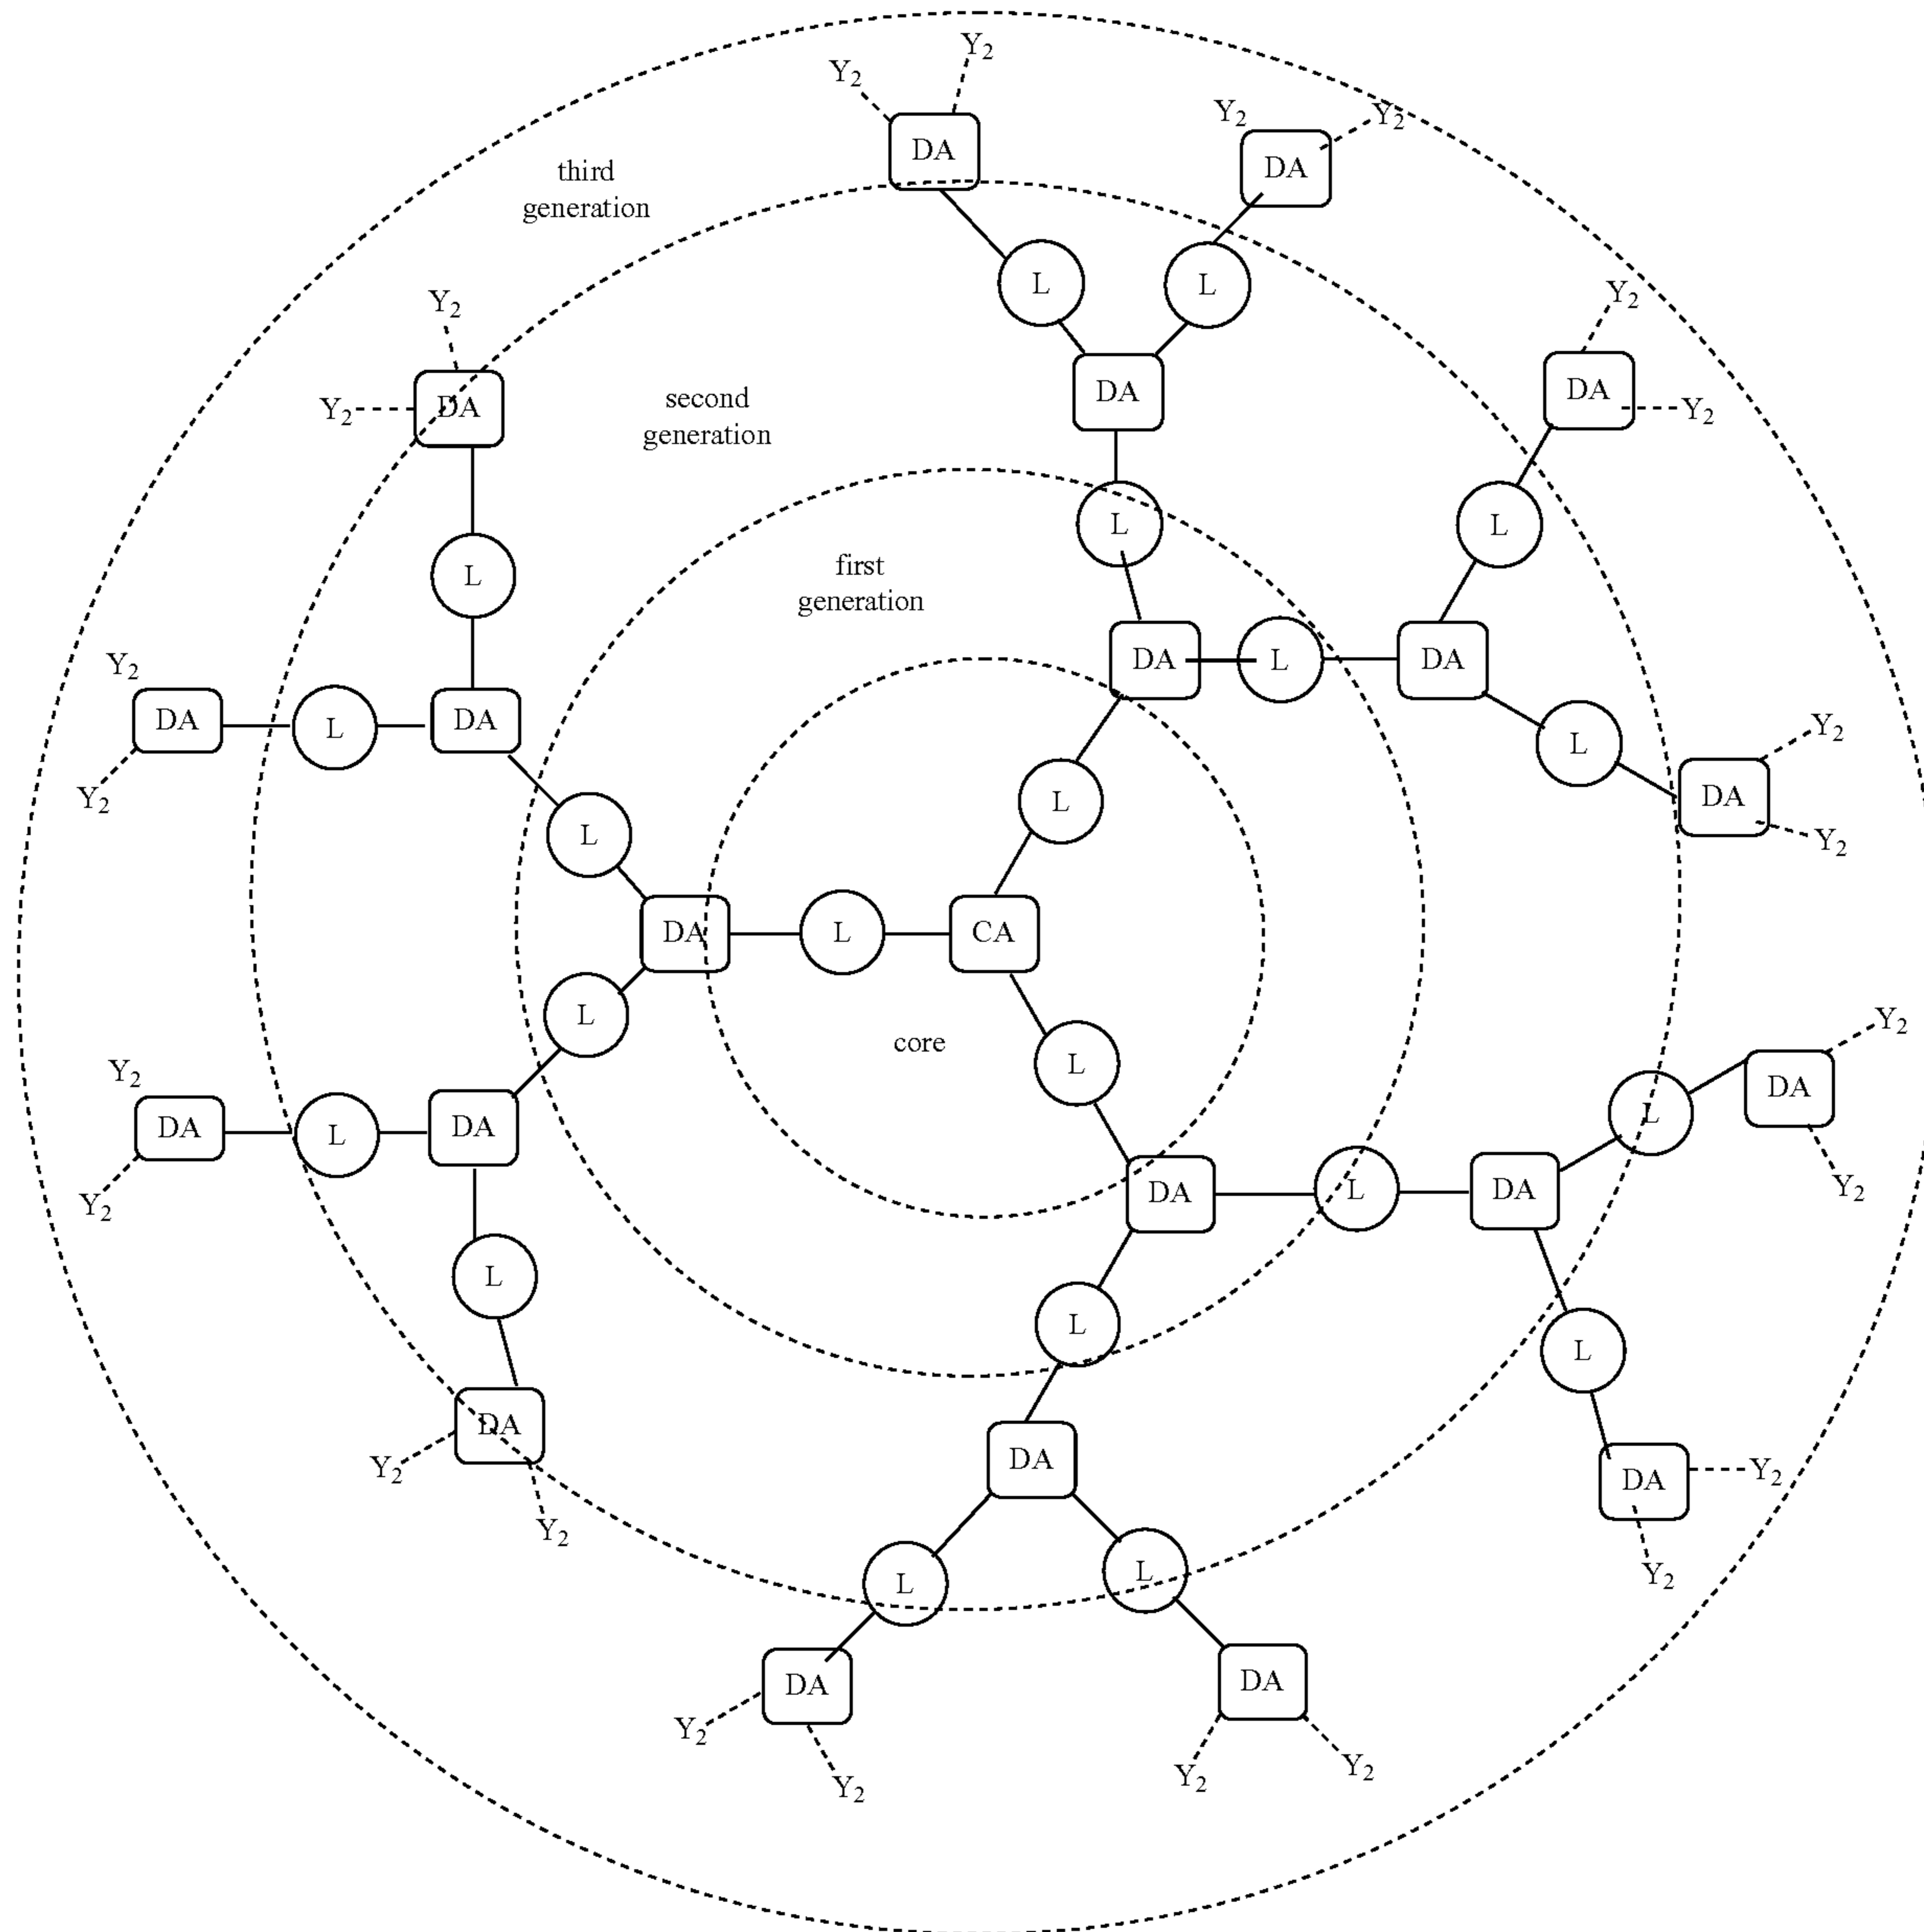 Y₂
Y₂
Y₂
Y₂
DA
DA
third
generation
L
L
Y₂
Y₂
DA
DA
Y₂
DA
Y₂
second
generation
L
L
first
generation
L
Y₂
DA
L
DA
DA
L
DA
L
Y₂
L
DA
Y₂
Y₂
L
L
Y₂
DA
L
CA
L
Y₂
core
L
Y₂
L
DA
DA
L
DA
L
DA
Y₂
DA
L
DA
Y₂
L
L
L
DA
DA
Y₂
Y₂
DA
Y₂
Y₂
L
L
Y₂
DA
DA
Y₂
Y₂
Y₂
Y₂